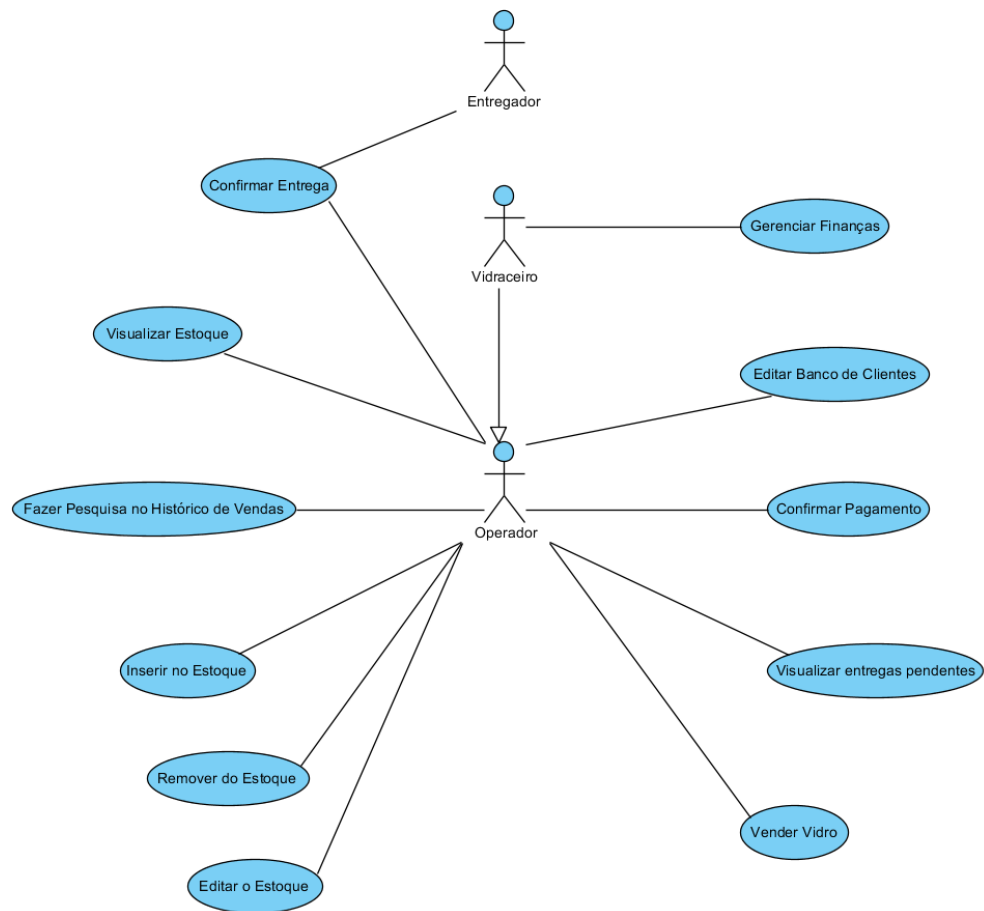 Entregador
Confirmar Entrega
Gerenciar Finanças
Vidraceiro
Visualizar Estoque
Editar Banco de Clientes
Fazer Pesquisa no Histórico de Vendas
Confirmar Pagamento
Operador
Inserir no Estoque
Visualizar entregas pendentes
Remover do Estoque
Vender Vidro
Editar o Estoque